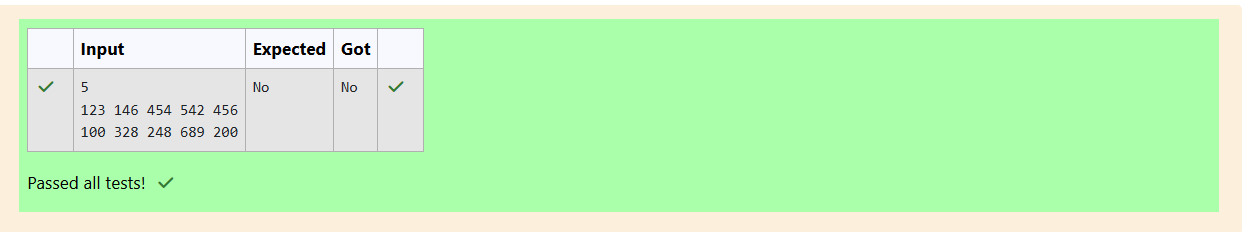 Input Expected Got
5 No No
123 146 454 542 456
100 328 248 689 200
Passed all tests!